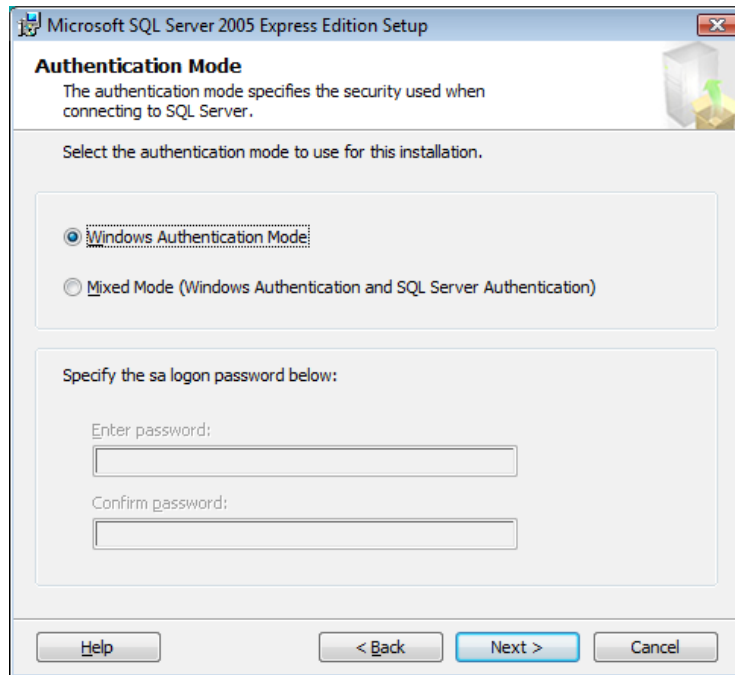 Microsoft SQL Server 2005 Express Edition Setup
Authentication Mode
The authentication mode specifies the security used when
connecting to SQL Server.
Select the authentication mode to use for this installation.
Windows Authentication Mode
Mixed Mode (Windows Authentication and SQL Server Authentication)
Specify the sa logon password below:
Enter password:
Confirm password:
Help < Back Next > Cancel